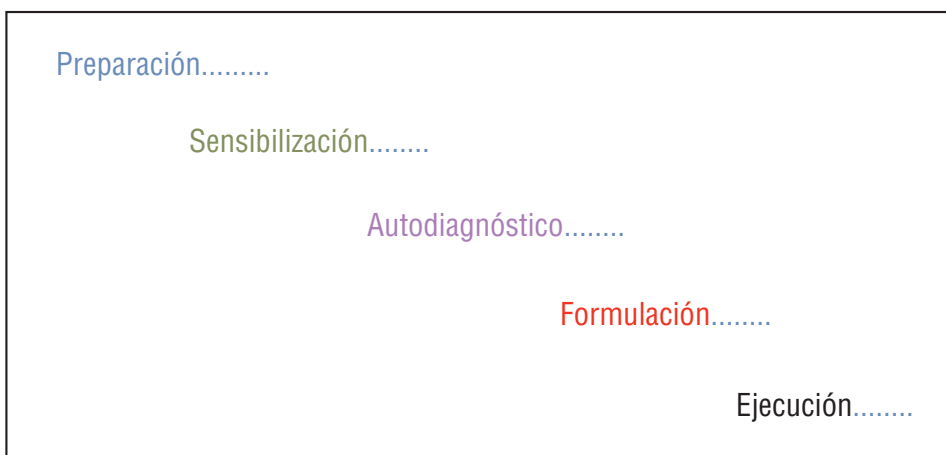 Preparación.........
Sensibilización........
Autodiagnóstico........
Formulación........
Ejecución........